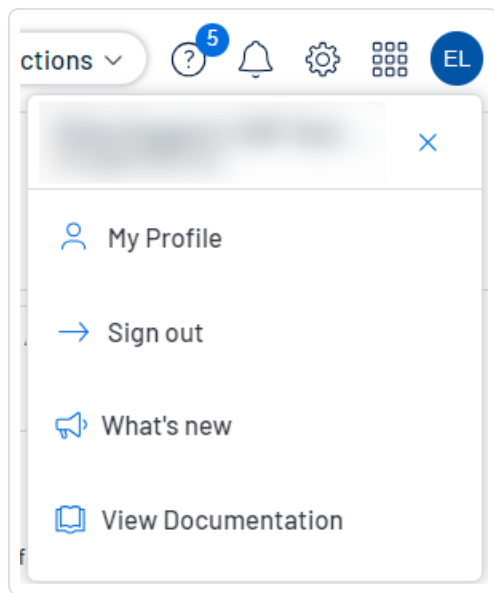 ctions
5
EL
My Profile
Sign out
What's new
View Documentation
f